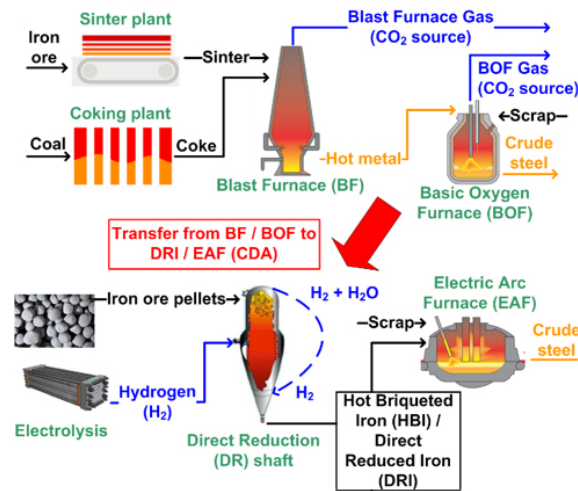 Sinter plant
Iron
ore
Sinter
Coking plant
Coal
Coke
Blast Furnace Gas
(CO₂ source)
BOF Gas
(CO₂ source)
Scrap
Hot metal
Crude
steel
Blast Furnace (BF)
Basic Oxygen
Furnace (BOF)
Transfer from BF / BOF to
DRI / EAF (CDA)
Iron ore pellets
H₂ + H₂O
H₂
Hydrogen
(H₂)
Electrolysis
Direct Reduction
(DR) shaft
Electric Arc
Furnace (EAF)
Scrap
Crude
steel
Hot Briqueted
Iron (HBI) /
Direct
Reduced Iron
(DRI)